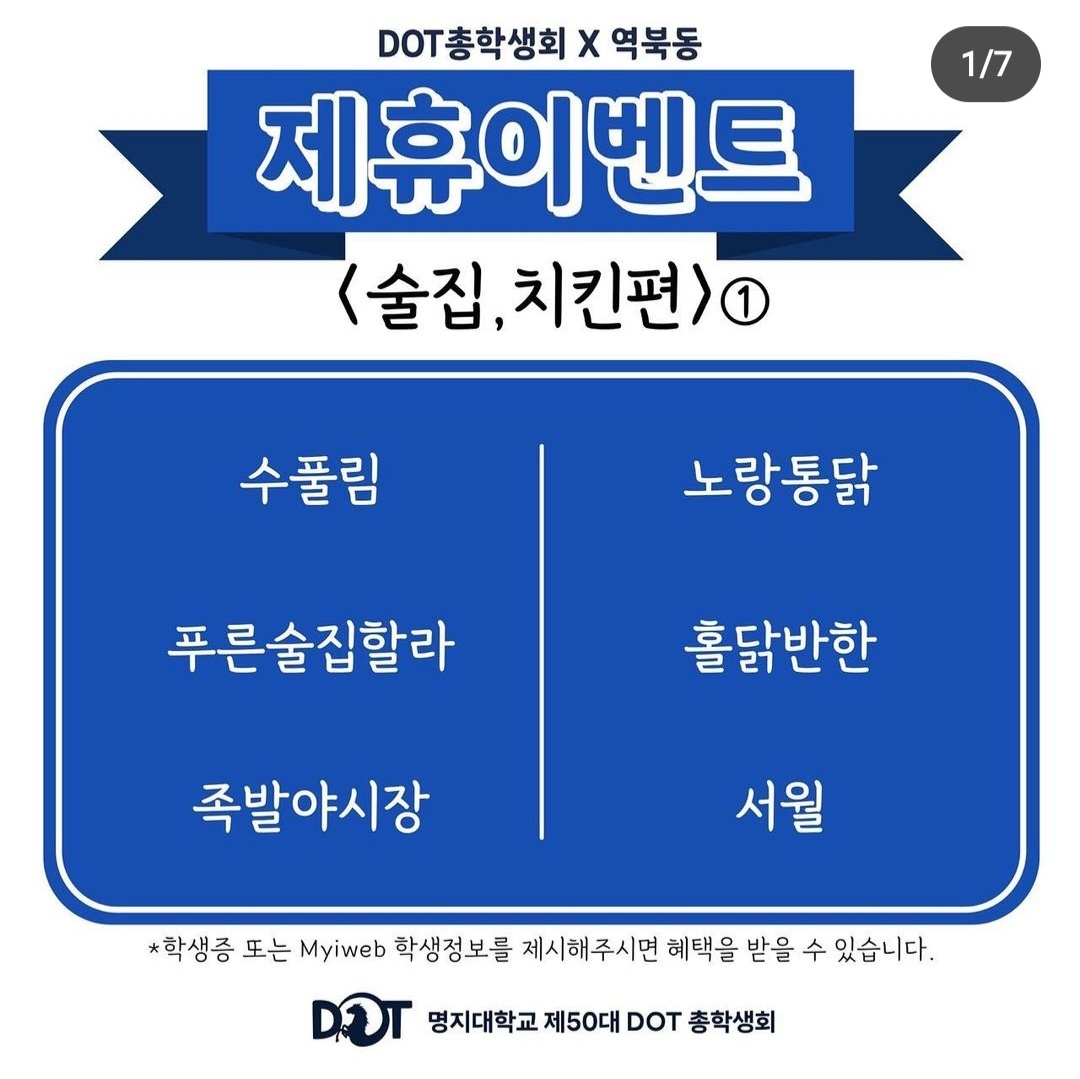 DOT총학생회 X 역북동
1/7
제휴이벤트
<술집,치킨편>①
수풀림
노랑통닭
푸른술집할라
홀닭반한
족발야시장
서월
*학생증 또는 Myiweb 학생정보를 제시해주시면 혜택을 받을 수 있습니다.
DOT 명지대학교 제50대 DOT 총학생회